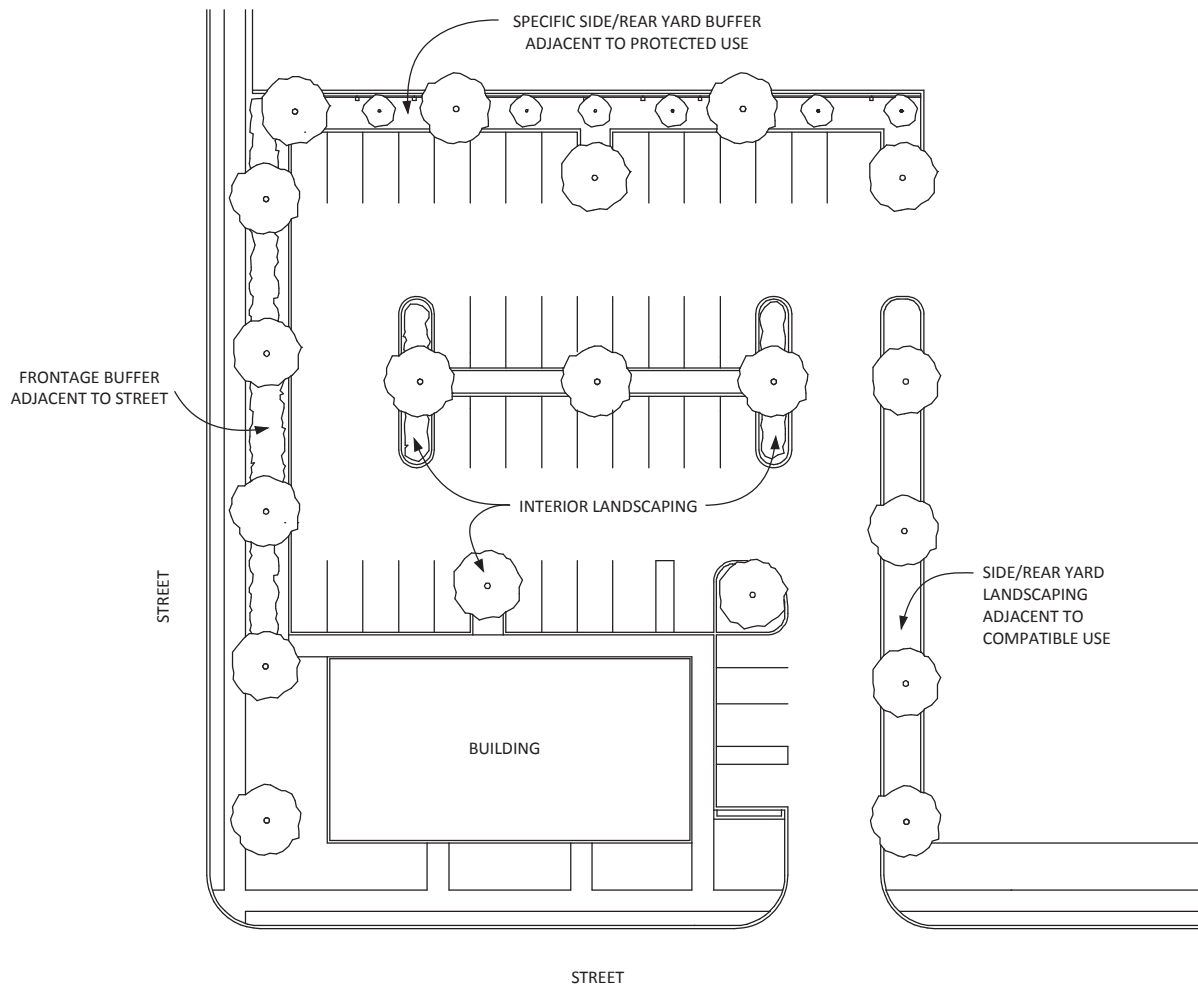 SPECIFIC SIDE/REAR YARD BUFFER
ADJACENT TO PROTECTED USE
FRONTAGE BUFFER
ADJACENT TO STREET
INTERIOR LANDSCAPING
STREET
SIDE/REAR YARD
LANDSCAPING
ADJACENT TO
COMPATIBLE USE
BUILDING
STREET